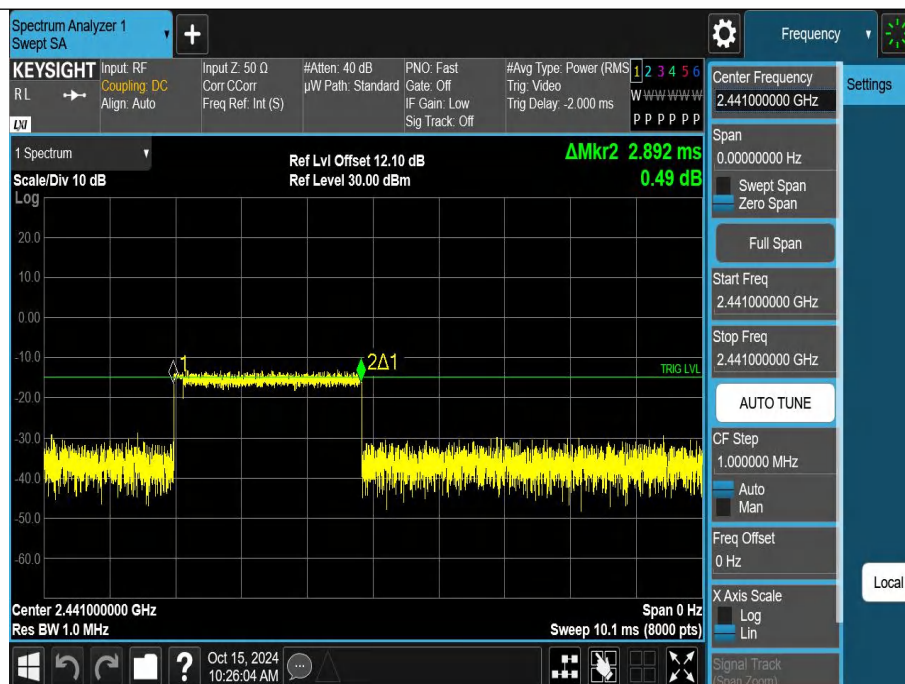 Spectrum Analyzer 1
Swept SA
Frequency
KEYSIGHT
RL
LXI
Input: RF
Coupling: DC
Align: Auto
Input Z: 50 Ω
Corr CCorr
Freq Ref: Int (S)
#Atten: 40 dB
µW Path: Standard
PNO: Fast
Gate: Off
IF Gain: Low
Sig Track: Off
#Avg Type: Power (RMS
Trig: Video
Trig Delay: -2.000 ms
1 2 3 4 5 6
W W W W W W
P P P P P P
1 Spectrum
Scale/Div 10 dB
Ref Lvl Offset 12.10 dB
Ref Level 30.00 dBm
ΔMkr2 2.892 ms
0.49 dB
Log
20.0
10.0
0.00
-10.0
-20.0
-30.0
-40.0
-50.0
-60.0
1
2Δ1
TRIG LVL
Center 2.441000000 GHz
Res BW 1.0 MHz
Span 0 Hz
Sweep 10.1 ms (8000 pts)
Oct 15, 2024
10:26:04 AM
Center Frequency
2.441000000 GHz
Settings
Span
0.00000000 Hz
Swept Span
Zero Span
Full Span
Start Freq
2.441000000 GHz
Stop Freq
2.441000000 GHz
AUTO TUNE
CF Step
1.000000 MHz
Auto
Man
Freq Offset
0 Hz
Local
X Axis Scale
Log
Lin
Signal Track
(Span Zoom)